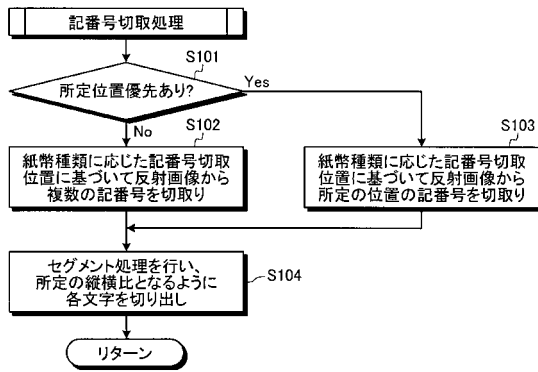 記番号切取処理
S101
所定位置優先あり?
Yes
No
S102
紙幣種類に応じた記番号切取
位置に基づいて反射画像から
複数の記番号を切取り
S103
紙幣種類に応じた記番号切取
位置に基づいて反射画像から
所定の位置の記番号を切取り
セグメント処理を行い、
所定の縦横比となるように
各文字を切り出し
S104
リターン